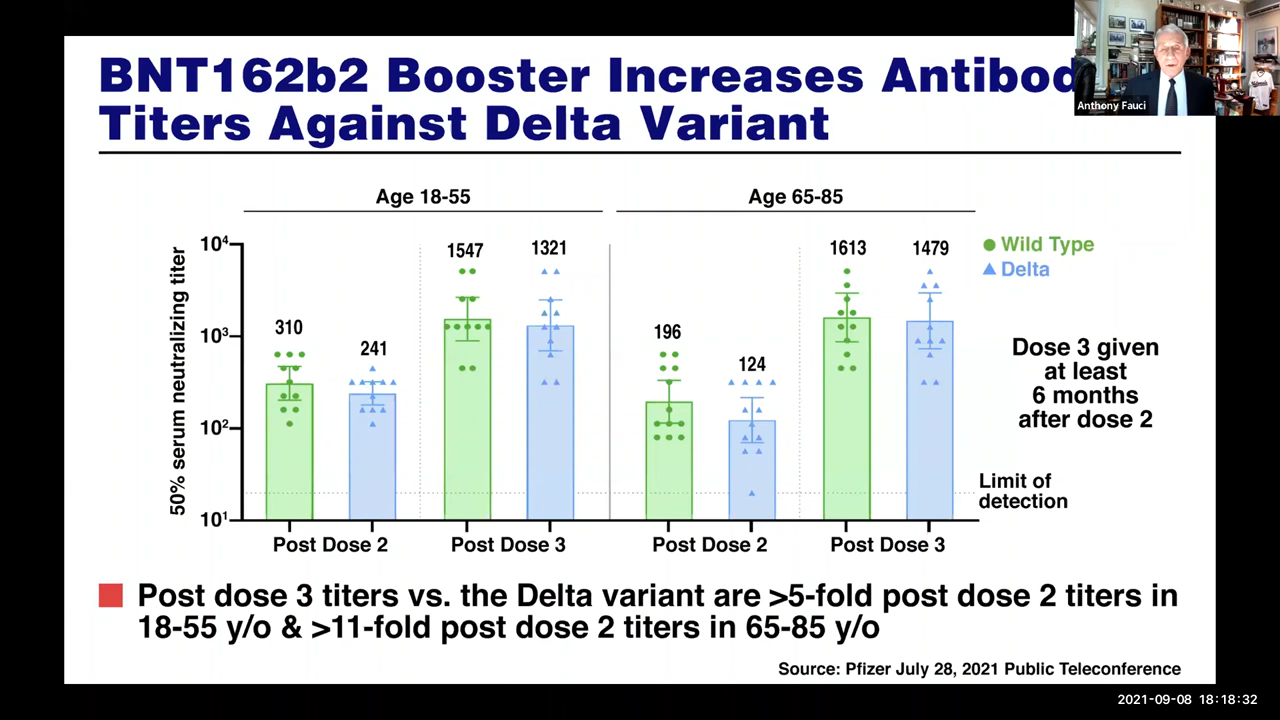 BNT162b2 Booster Increases Antibod
Titers Against Delta Variant
Anthony Fauci
Age 18-55
Age 65-85
50% serum neutralizing titer
10⁴
10³
10²
10¹
310
241
1547
1321
196
124
1613
1479
Wild Type
Delta
Dose 3 given
at least
6 months
after dose 2
Limit of
detection
Post Dose 2
Post Dose 3
Post Dose 2
Post Dose 3
Post dose 3 titers vs. the Delta variant are >5-fold post dose 2 titers in
18-55 y/o & >11-fold post dose 2 titers in 65-85 y/o
Source: Pfizer July 28, 2021 Public Teleconference
2021-09-08 18:18:32